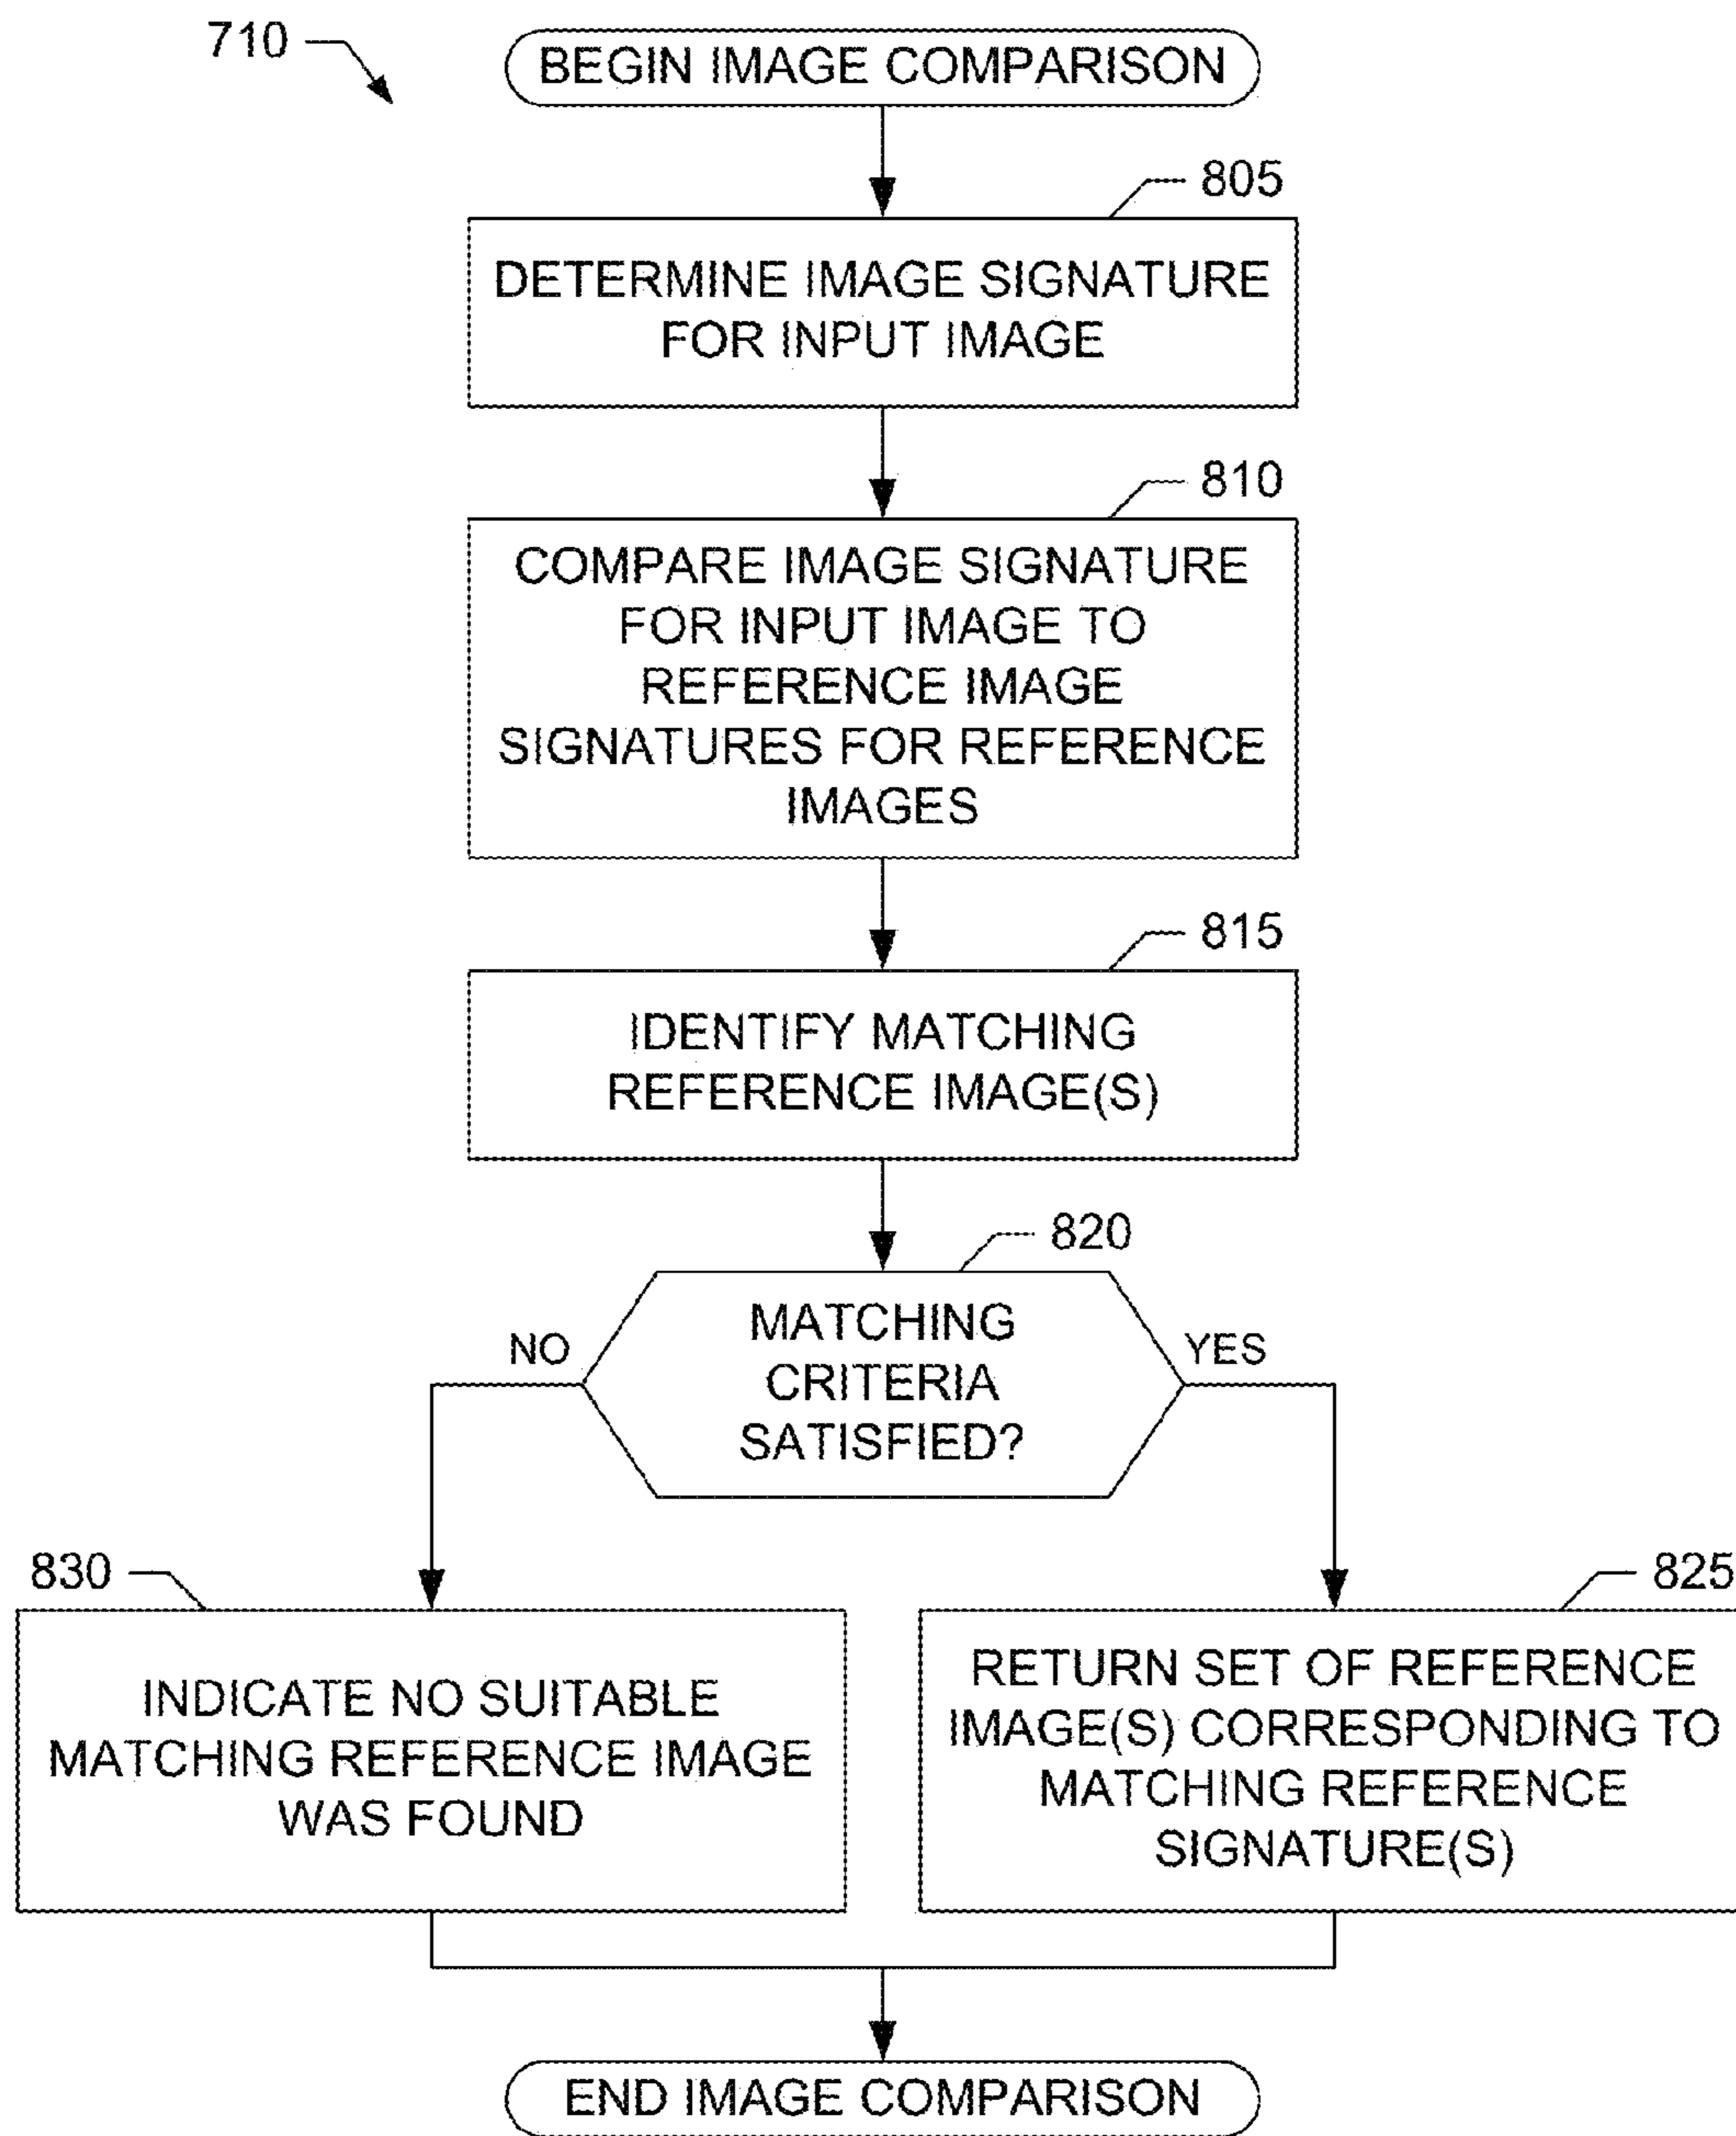 710
BEGIN IMAGE COMPARISON
805
DETERMINE IMAGE SIGNATURE
FOR INPUT IMAGE
810
COMPARE IMAGE SIGNATURE
FOR INPUT IMAGE TO
REFERENCE IMAGE
SIGNATURES FOR REFERENCE
IMAGES
815
IDENTIFY MATCHING
REFERENCE IMAGE(S)
820
MATCHING
CRITERIA
SATISFIED?
NO
YES
830
INDICATE NO SUITABLE
MATCHING REFERENCE IMAGE
WAS FOUND
825
RETURN SET OF REFERENCE
IMAGE(S) CORRESPONDING TO
MATCHING REFERENCE
SIGNATURE(S)
END IMAGE COMPARISON